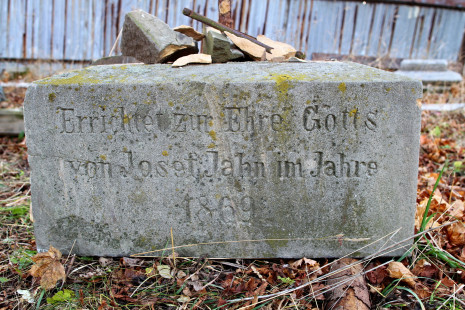 Errichtet zur Ehre Gotts
von Josef Jahn im Jahre
1869